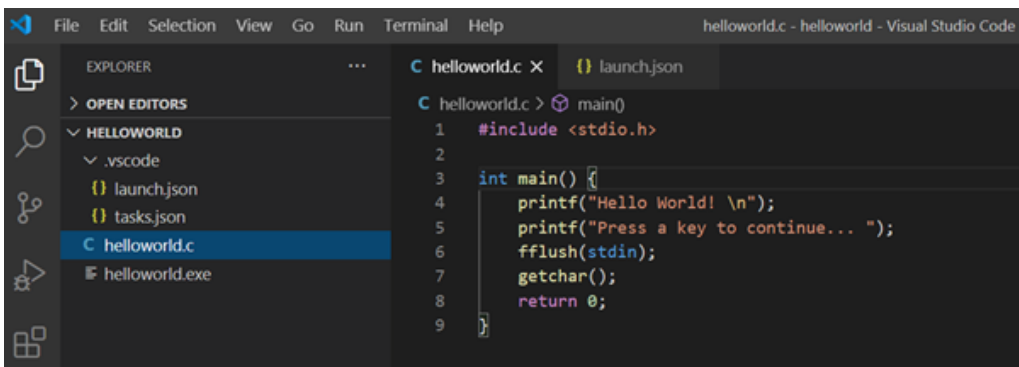 File Edit Selection View Go Run Terminal Help helloworld.c - helloworld - Visual Studio Code
EXPLORER ...
OPEN EDITORS
HELLOWORLD
.vscode
{} launch.json
{} tasks.json
C helloworld.c
helloworld.exe
C helloworld.c × {} launch.json
C helloworld.c > main()
1 #include <stdio.h>
2
3 int main() {
4 printf("Hello World! \n");
5 printf("Press a key to continue... ");
6 fflush(stdin);
7 getchar();
8 return 0;
9 }